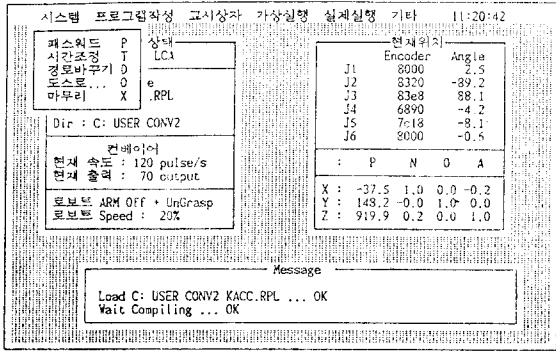 시스템 프로그램작성 교시상자 가상실행 실제실행 기타 11:20:42
패스워드 P
시간조정 T
경로바꾸기 D
도스로... O
마무리 X
상태
LCA
e
.RPL
Dir : C: USER CONV2
컨베이어
현재 속도 : 120 pulse/s
현재 출력 : 70 output
로보트 ARM Off + UnGrasp
로보트 Speed : 20%
현재위치
Encoder Angle
J1 8000 2.5
J2 8320 -89.2
J3 83e8 88.1
J4 6890 -4.2
J5 7c18 -8.1
J6 8000 -0.5
: P N O A
X : -37.5 1.0 0.0 -0.2
Y : 148.2 -0.0 1.0 0.0
Z : 919.9 0.2 0.0 1.0
Message
Load C: USER CONV2 KACC.RPL ... OK
Wait Compiling ... OK